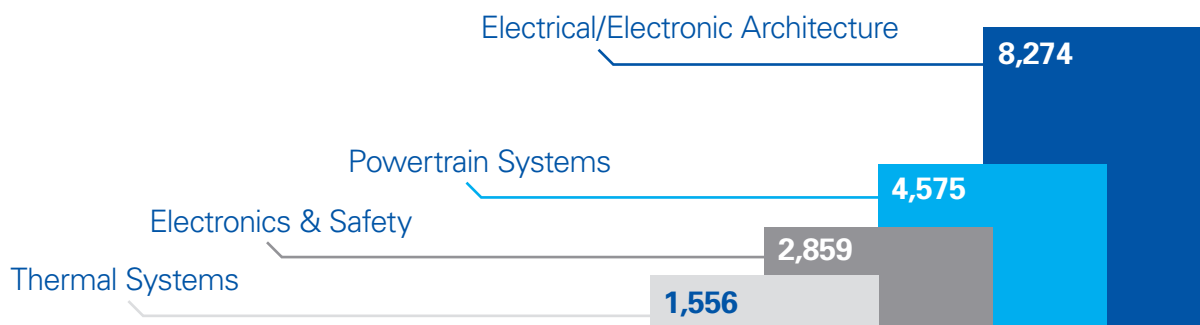 Electrical/Electronic Architecture
8,274
Powertrain Systems
4,575
Electronics & Safety
2,859
Thermal Systems
1,556